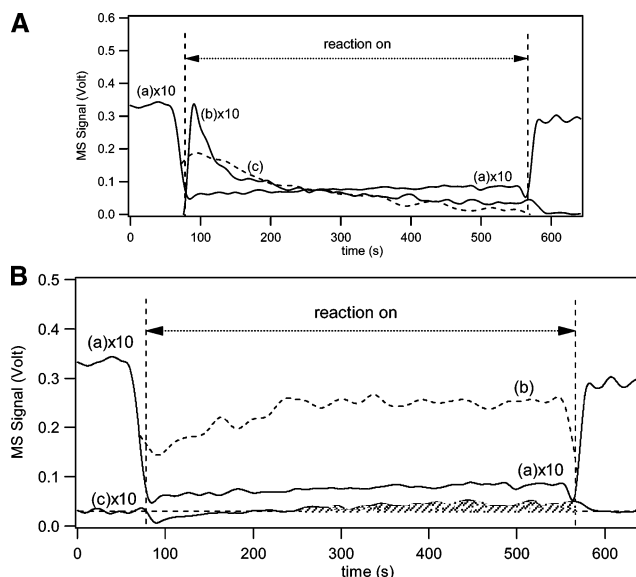 A
0.6
0.5
0.4
0.3
0.2
0.1
0.0
MS Signal (Volt)
reaction on
(a)x10
(b)x10
(c)
(a)x10
0 100 200 300 400 500 600
time (s)
B
0.5
0.4
0.3
0.2
0.1
0.0
MS Signal (Volt)
reaction on
(a)x10
(b)
(a)x10
(c)x10
0 100 200 300 400 500 600
time (s)